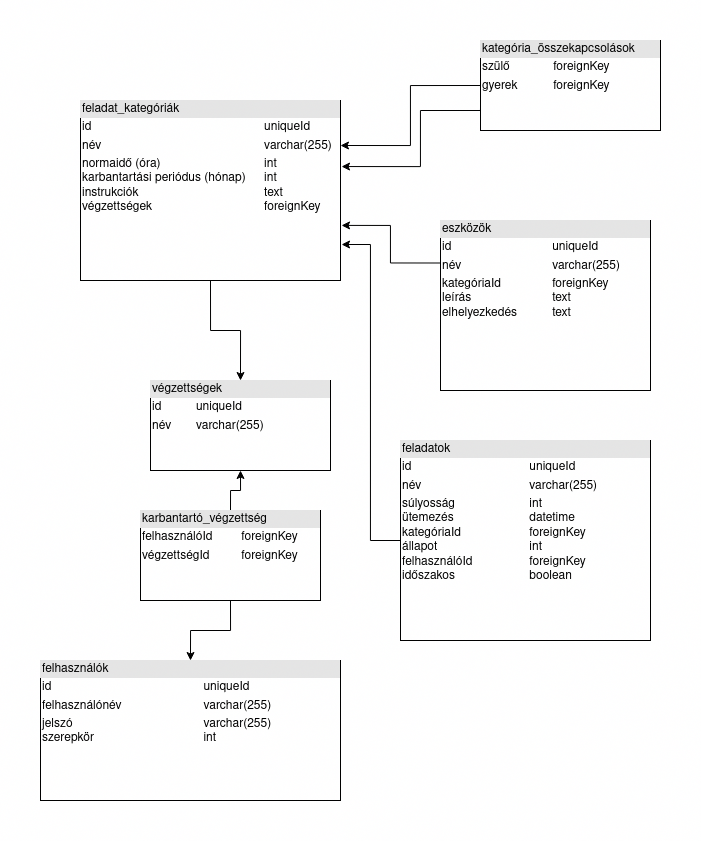 kategória_összekapcsolások
szülő foreignKey
gyerek foreignKey
feladat_kategóriák
id uniqueId
név varchar(255)
normaidő (óra) int
karbantartási periódus (hónap) int
instrukciók text
végzettségek foreignKey
eszközök
id uniqueId
név varchar(255)
kategóriaId foreignKey
leírás text
elhelyezkedés text
végzettségek
id uniqueId
név varchar(255)
feladatok
id uniqueId
név varchar(255)
súlyosság int
ütemezés datetime
kategóriaId foreignKey
állapot int
felhasználóId foreignKey
időszakos boolean
karbantartó_végzettség
felhasználóId foreignKey
végzettségId foreignKey
felhasználók
id uniqueId
felhasználónév varchar(255)
jelszó varchar(255)
szerepkör int